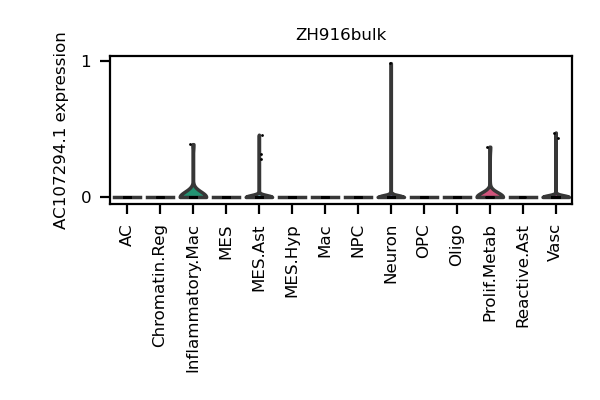 ZH916bulk
AC107294.1 expression
1
0
AC
Chromatin.Reg
Inflammatory.Mac
MES
MES.Ast
MES.Hyp
Mac
NPC
Neuron
OPC
Oligo
Prolif.Metab
Reactive.Ast
Vasc